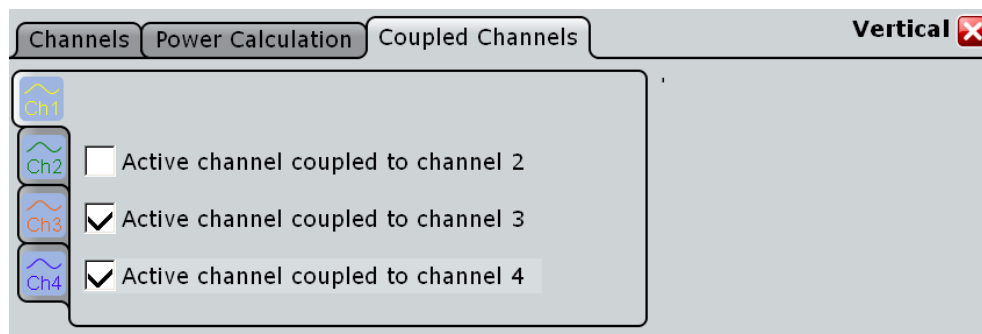 Channels Power Calculation Coupled Channels Vertical
Ch1
Ch2 Active channel coupled to channel 2
Ch3 Active channel coupled to channel 3
Ch4 Active channel coupled to channel 4